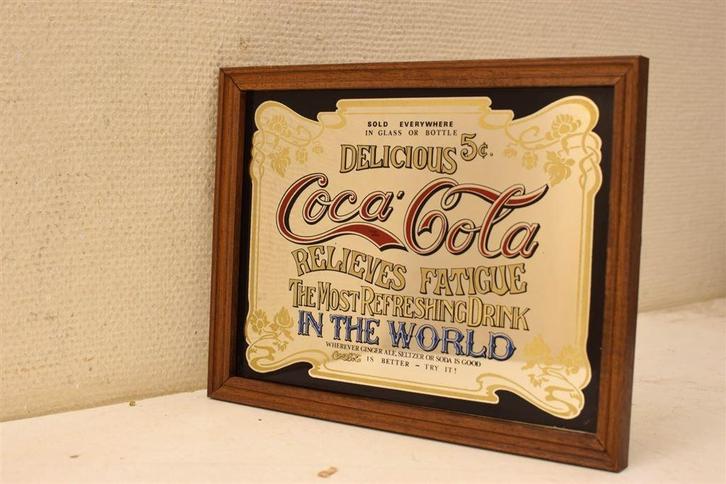 SOLD EVERYWHERE
IN GLASS OR BOTTLE
DELICIOUS 5¢.
Coca-Cola
RELIEVES FATIGUE
THE MOST REFRESHING DRINK
IN THE WORLD
WHEREVER GINGER ALE, SELTZER OR SODA IS GOOD
Coca-Cola IS BETTER - TRY IT!